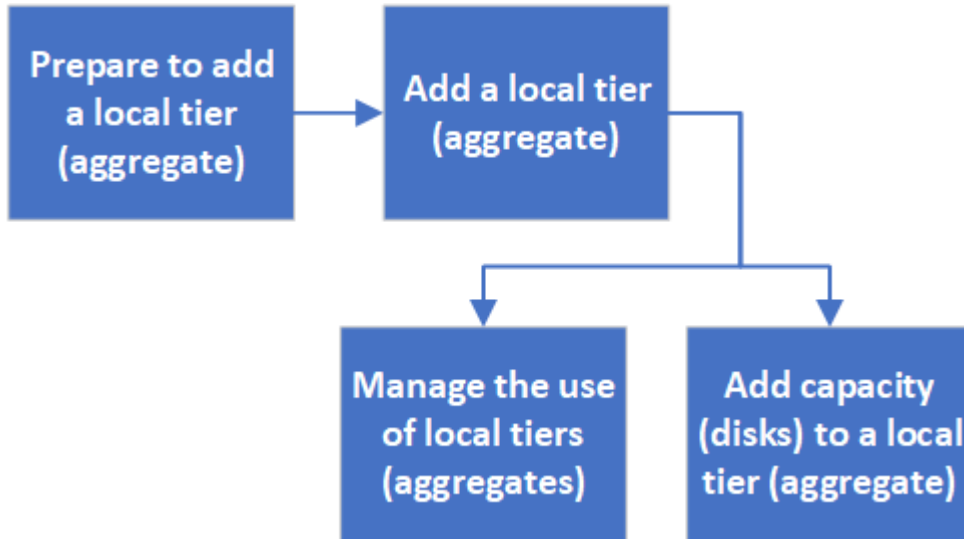 Prepare to add
a local tier
(aggregate)
Add a local tier
(aggregate)
Manage the use
of local tiers
(aggregates)
Add capacity
(disks) to a local
tier (aggregate)